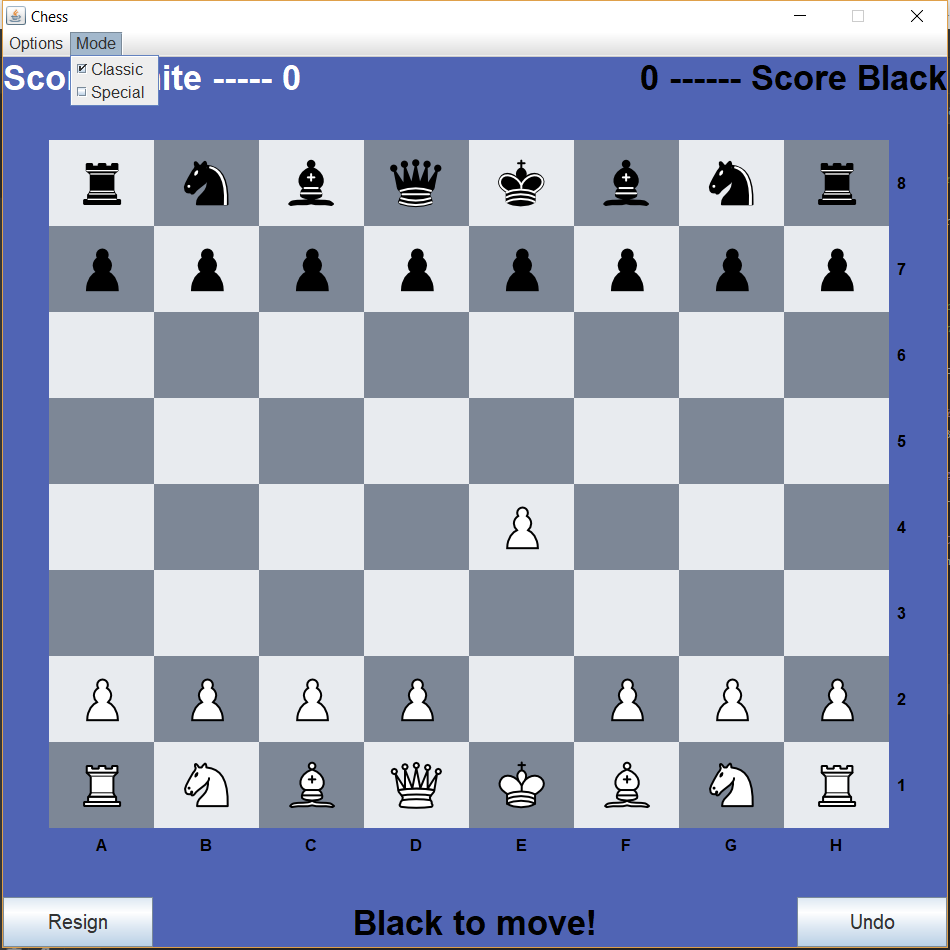 Chess
Options Mode
Classic
Special
Sco ite ----- 0
0 ------ Score Black
8
7
6
5
4
3
2
1
A B C D E F G H
Resign
Black to move!
Undo